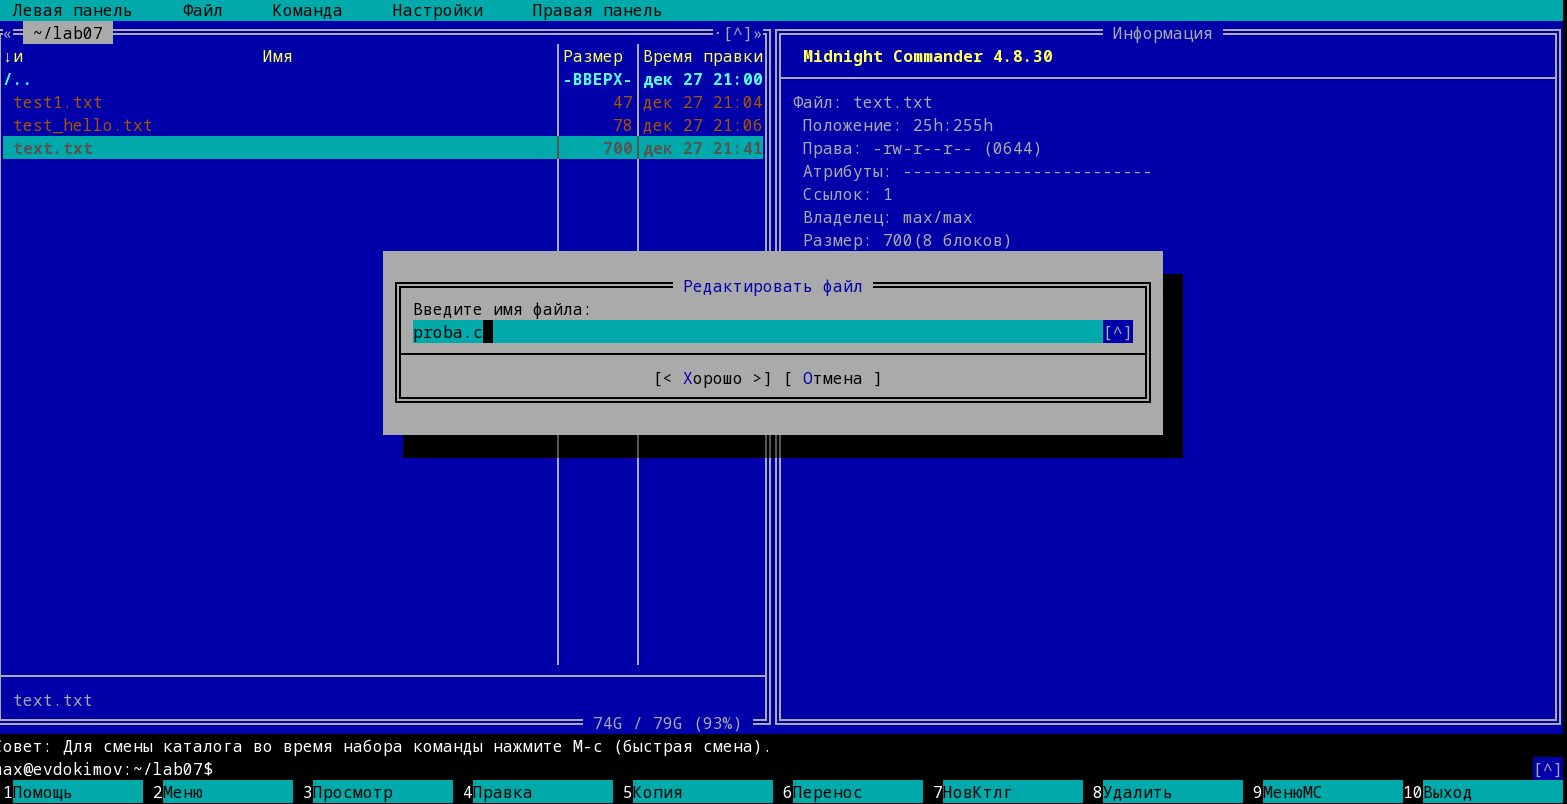 Левая панель Файл Команда Настройки Правая панель
« ~/lab07 ·[^]»
↓и Имя Размер Время правки
/.. -ВВЕРХ- дек 27 21:00
test1.txt 47 дек 27 21:04
test_hello.txt 78 дек 27 21:06
text.txt 700 дек 27 21:41
Информация
Midnight Commander 4.8.30
Файл: text.txt
Положение: 25h:255h
Права: -rw-r--r-- (0644)
Атрибуты: -------------------------
Ссылок: 1
Владелец: max/max
Размер: 700(8 блоков)
Редактировать файл
Введите имя файла:
proba.c [^]
[< Хорошо >] [ Отмена ]
text.txt
74G / 79G (93%)
Совет: Для смены каталога во время набора команды нажмите M-c (быстрая смена).
max@evdokimov:~/lab07$ [^]
1Помощь 2Меню 3Просмотр 4Правка 5Копия 6Перенос 7НовКтлг 8Удалить 9МенюMC 10Выход